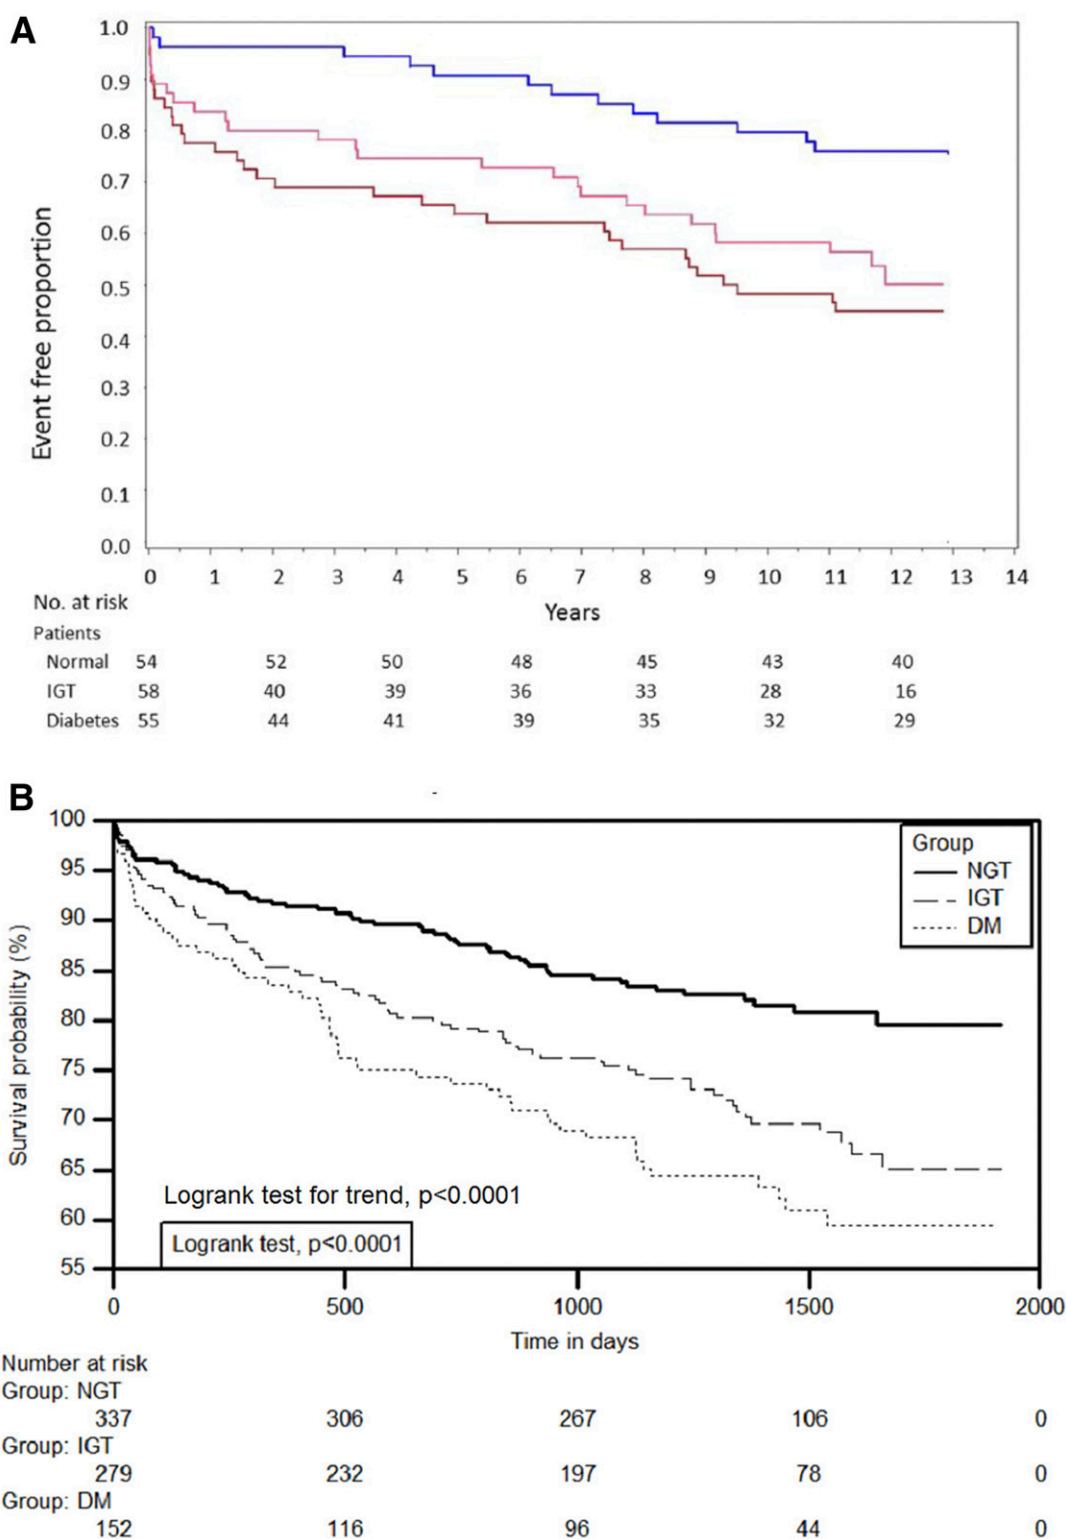 A
Event free proportion
1.0
0.9
0.8
0.7
0.6
0.5
0.4
0.3
0.2
0.1
0.0
0 1 2 3 4 5 6 7 8 9 10 11 12 13 14
Years
No. at risk
Patients
Normal 54 52 50 48 45 43 40
IGT 58 40 39 36 33 28 16
Diabetes 55 44 41 39 35 32 29
B
Survival probability (%)
100
95
90
85
80
75
70
65
60
55
Group
NGT
IGT
DM
Logrank test for trend, p<0.0001
Logrank test, p<0.0001
0 500 1000 1500 2000
Time in days
Number at risk
Group: NGT
337 306 267 106 0
Group: IGT
279 232 197 78 0
Group: DM
152 116 96 44 0